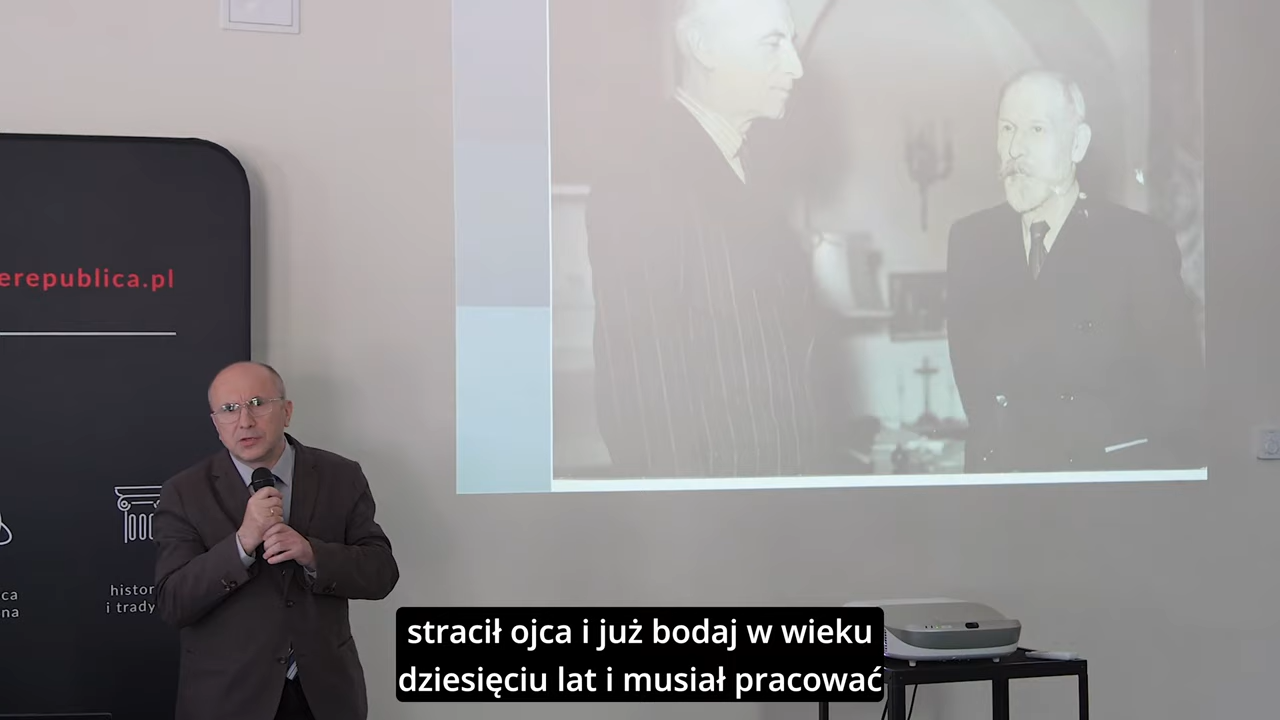 erepublica.pl
ca
na
histor
i trady
stracił ojca i już bodaj w wieku
dziesięciu lat i musiał pracować